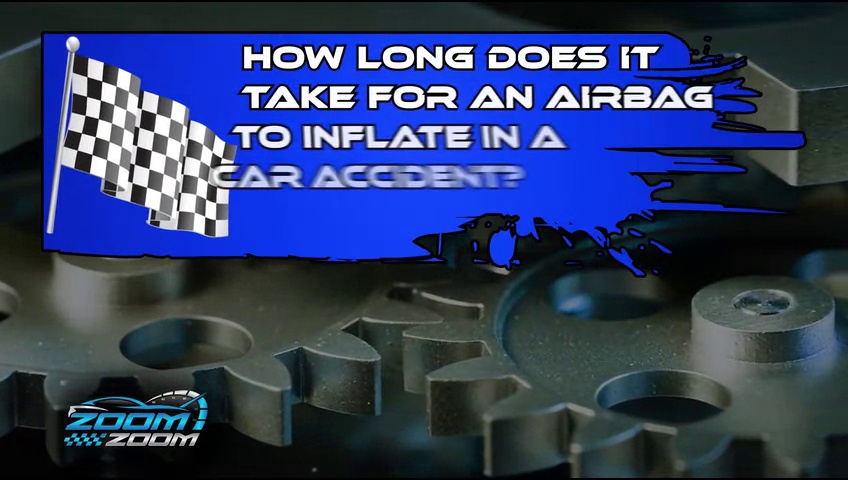 HOW LONG DOES IT
TAKE FOR AN AIRBAG
TO INFLATE IN A
CAR ACCIDENT?
ZOOM
ZOOM